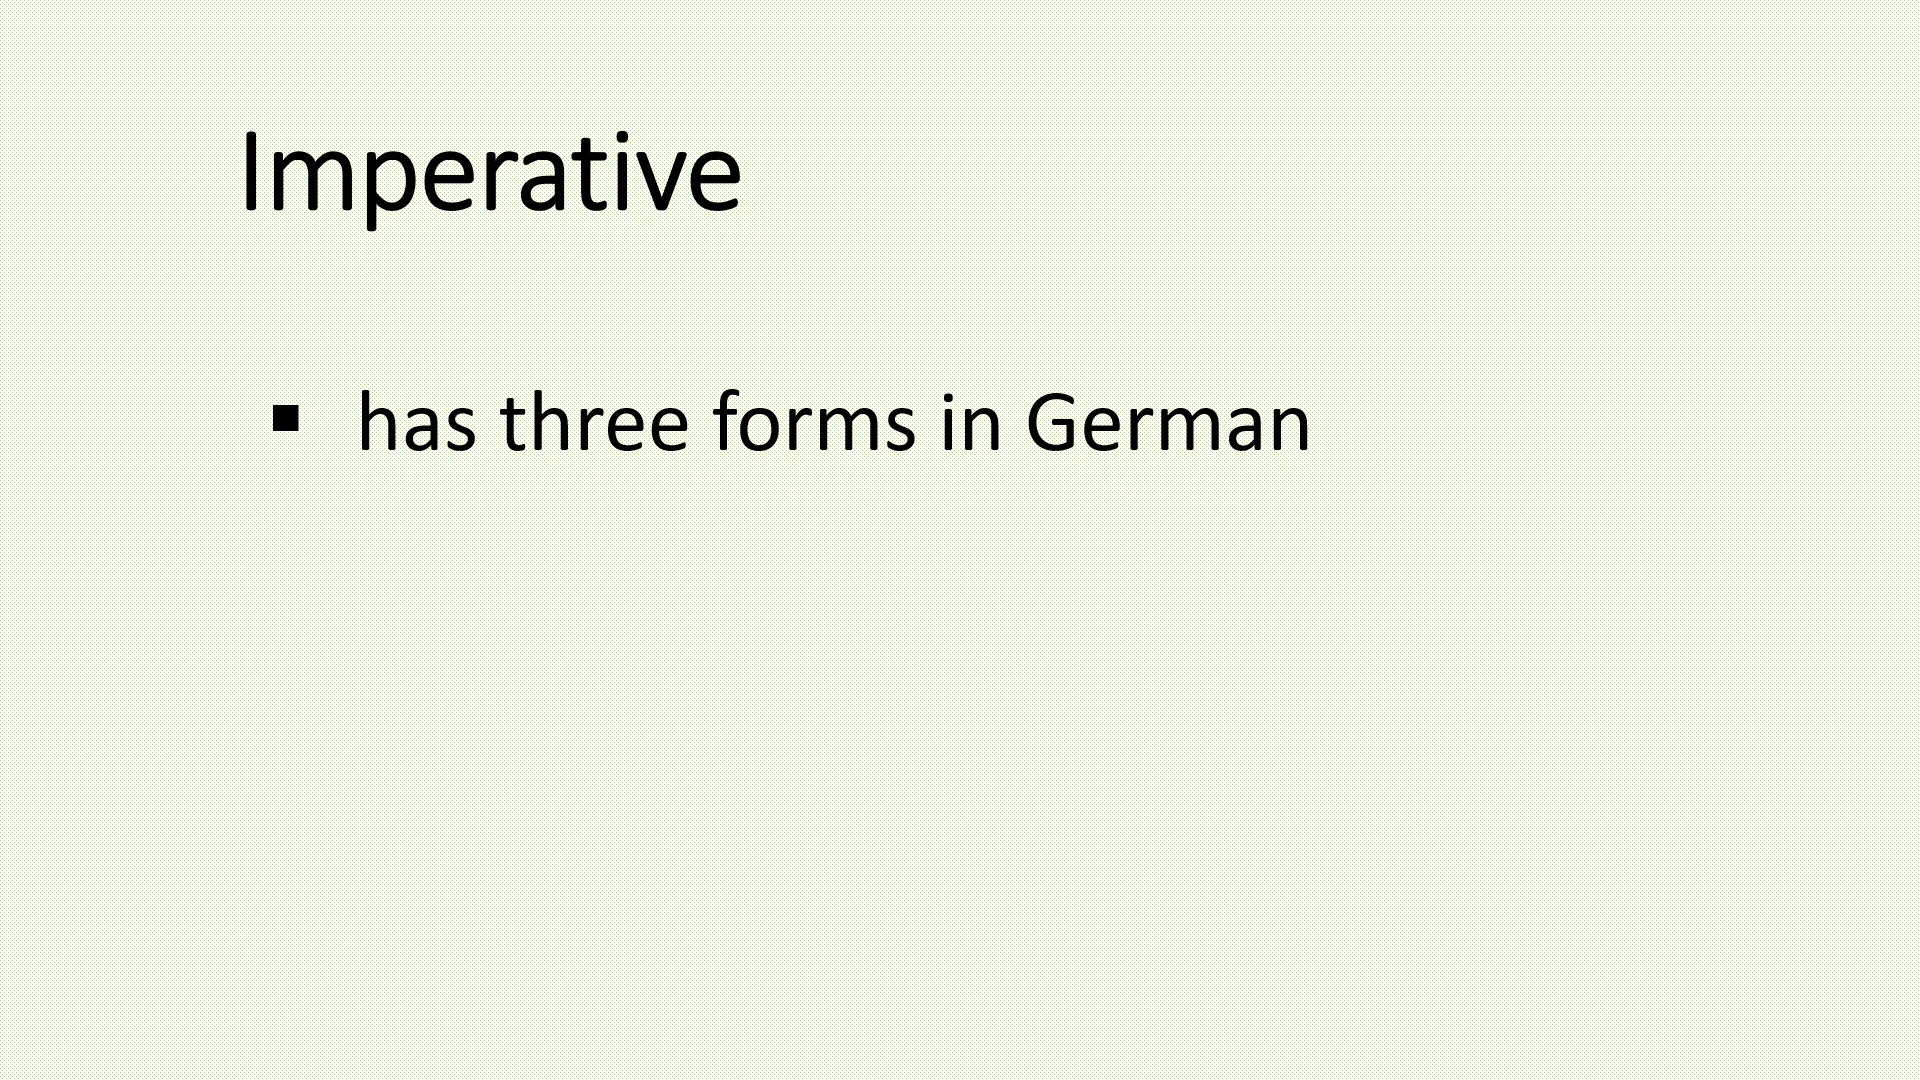 Imperative
▪ has three forms in German